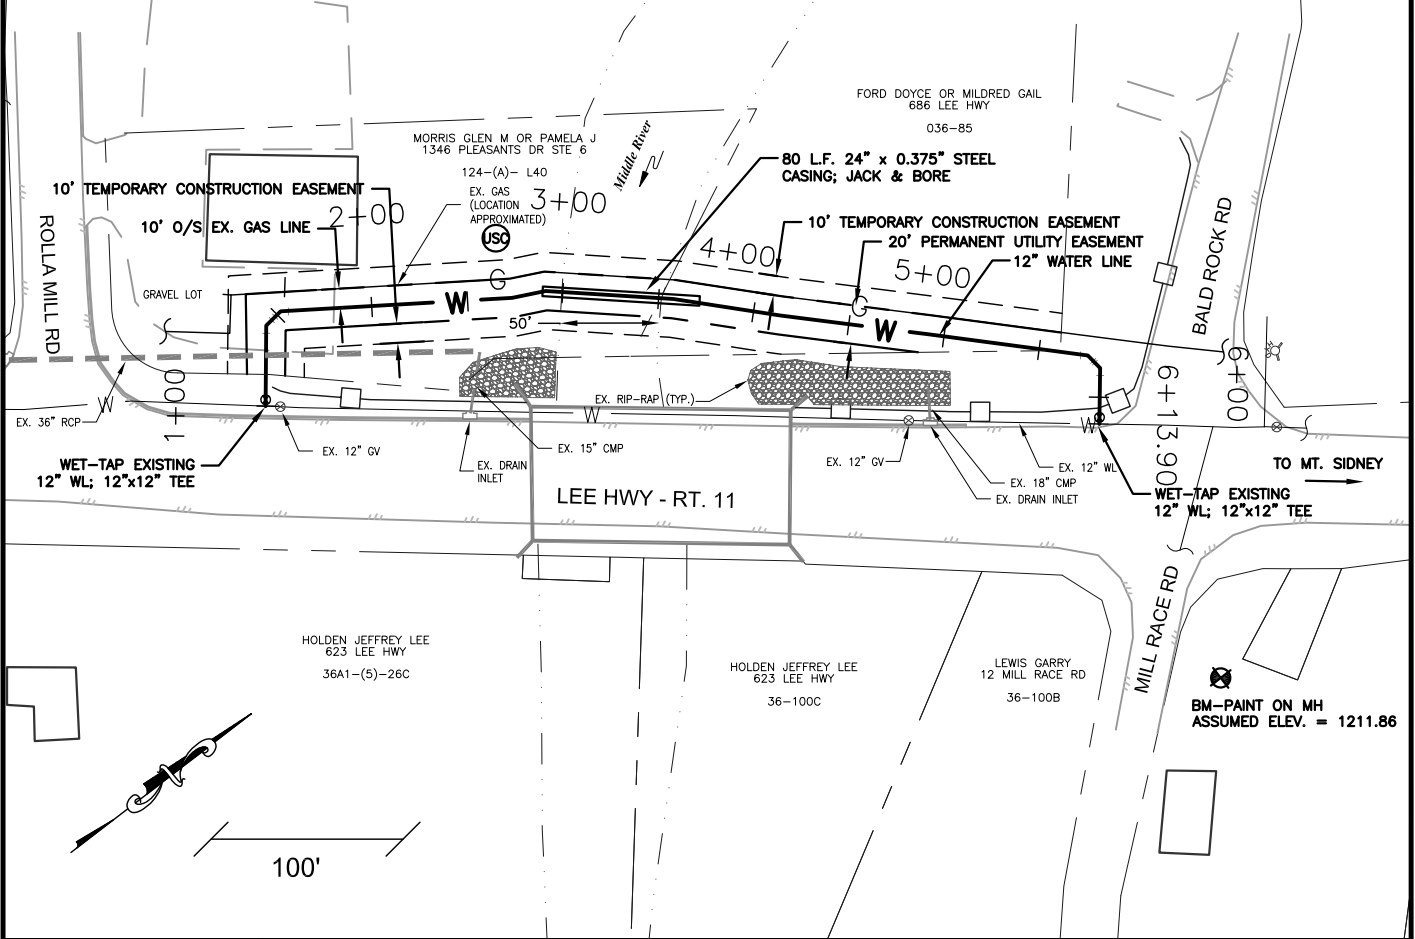 FORD DOYCE OR MILDRED GAIL
686 LEE HWY
036-85
MORRIS GLEN M OR PAMELA J
1346 PLEASANTS DR STE 6
124-(A)- L40
Middle River
80 L.F. 24" x 0.375" STEEL
CASING; JACK & BORE
10' TEMPORARY CONSTRUCTION EASEMENT
EX. GAS
(LOCATION
APPROXIMATED)
3+00
2+00
10' O/S EX. GAS LINE
USC
10' TEMPORARY CONSTRUCTION EASEMENT
20' PERMANENT UTILITY EASEMENT
12" WATER LINE
4+00
5+00
ROLLA MILL RD
BALD ROCK RD
GRAVEL LOT
G
G
W
W
50'
1+00
6+00
6+13.90
W
W
W
EX. RIP-RAP (TYP.)
EX. 36" RCP
EX. 12" GV
EX. 15" CMP
EX. DRAIN
INLET
EX. 12" GV
EX. 12" WL
EX. 18" CMP
EX. DRAIN INLET
WET-TAP EXISTING
12" WL; 12"x12" TEE
LEE HWY - RT. 11
TO MT. SIDNEY
WET-TAP EXISTING
12" WL; 12"x12" TEE
MILL RACE RD
HOLDEN JEFFREY LEE
623 LEE HWY
36A1-(5)-26C
HOLDEN JEFFREY LEE
623 LEE HWY
36-100C
LEWIS GARRY
12 MILL RACE RD
36-100B
BM-PAINT ON MH
ASSUMED ELEV. = 1211.86
100'